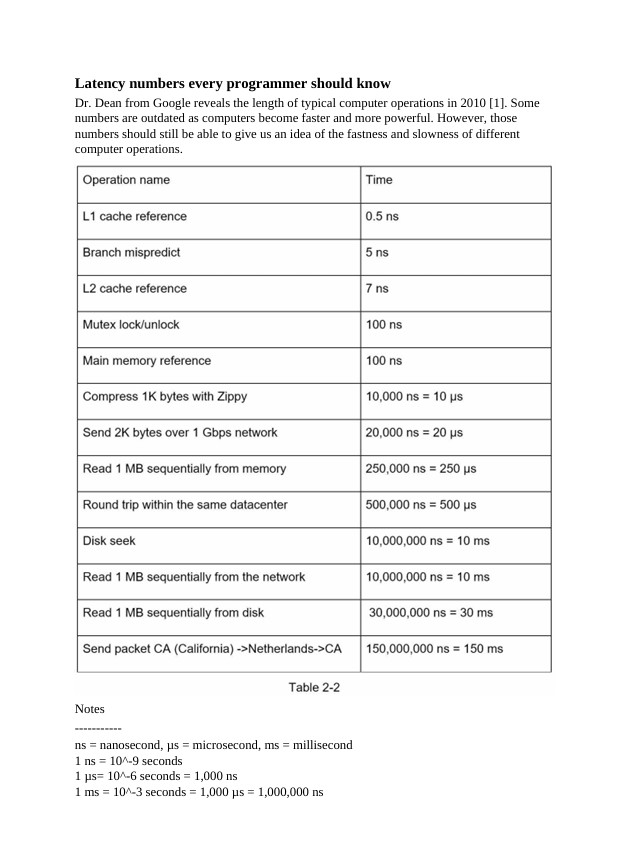 Latency numbers every programmer should know
Dr. Dean from Google reveals the length of typical computer operations in 2010 [1]. Some
numbers are outdated as computers become faster and more powerful. However, those
numbers should still be able to give us an idea of the fastness and slowness of different
computer operations.
Operation name Time
L1 cache reference 0.5 ns
Branch mispredict 5 ns
L2 cache reference 7 ns
Mutex lock/unlock 100 ns
Main memory reference 100 ns
Compress 1K bytes with Zippy 10,000 ns = 10 µs
Send 2K bytes over 1 Gbps network 20,000 ns = 20 µs
Read 1 MB sequentially from memory 250,000 ns = 250 µs
Round trip within the same datacenter 500,000 ns = 500 µs
Disk seek 10,000,000 ns = 10 ms
Read 1 MB sequentially from the network 10,000,000 ns = 10 ms
Read 1 MB sequentially from disk 30,000,000 ns = 30 ms
Send packet CA (California) ->Netherlands->CA 150,000,000 ns = 150 ms
Table 2-2
Notes
-----------
ns = nanosecond, µs = microsecond, ms = millisecond
1 ns = 10^-9 seconds
1 µs= 10^-6 seconds = 1,000 ns
1 ms = 10^-3 seconds = 1,000 µs = 1,000,000 ns